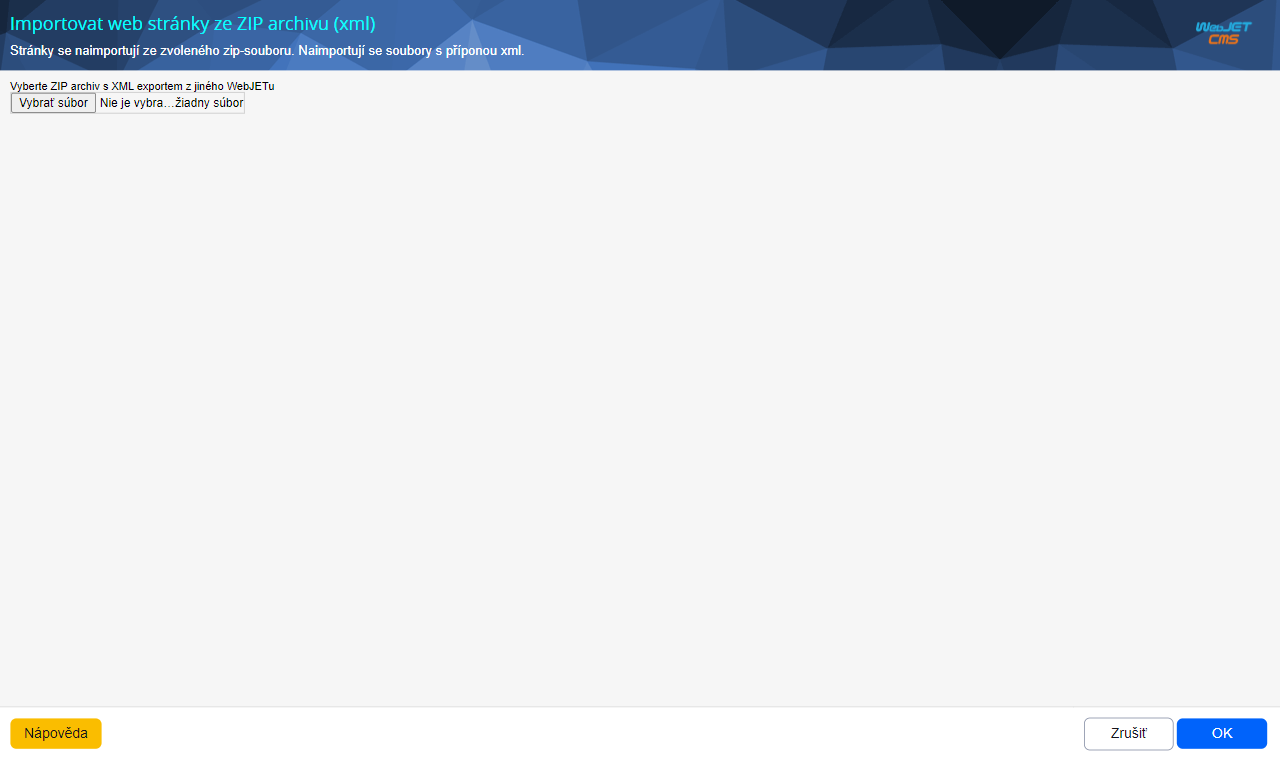 Importovat web stránky ze ZIP archivu (xml)
Stránky se naimportují ze zvoleného zip-souboru. Naimportují se soubory s příponou xml.
WebJET
CMS
Vyberte ZIP archiv s XML exportem z jiného WebJETu
Vybrať súbor Nie je vybra…žiadny súbor
Nápověda Zrušiť OK